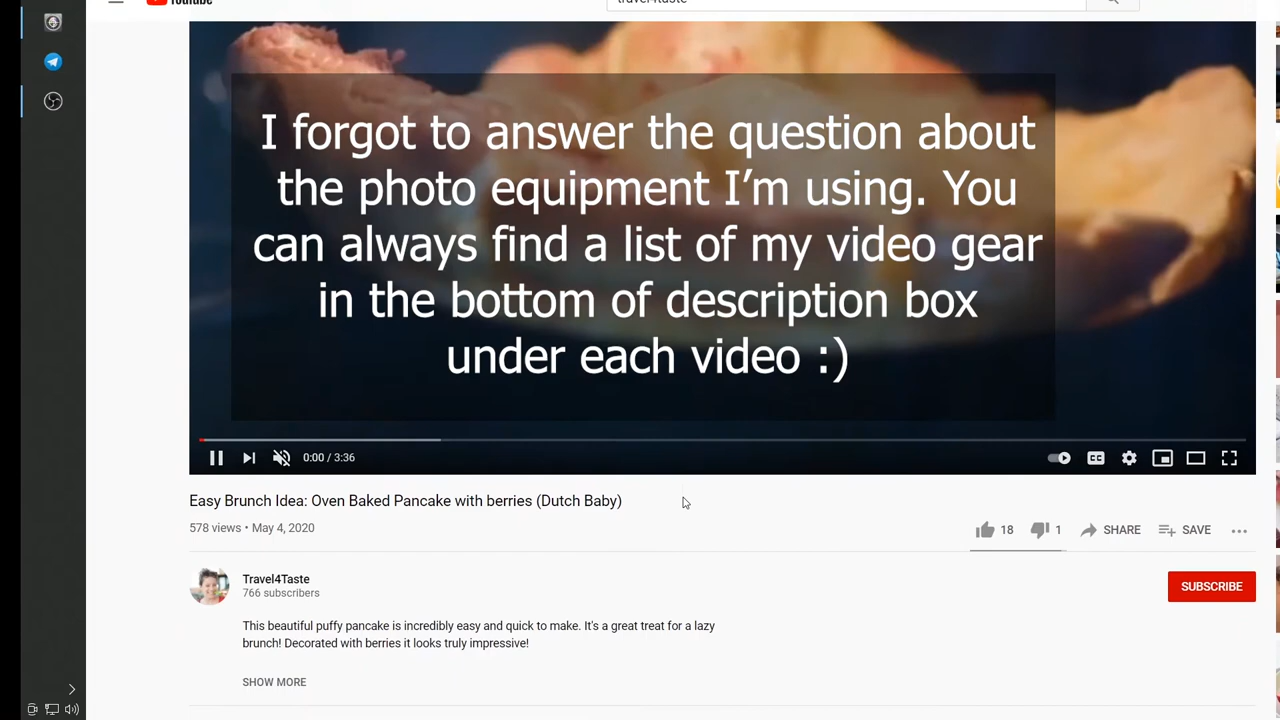 YouTube
travel4taste
I forgot to answer the question about
the photo equipment I’m using. You
can always find a list of my video gear
in the bottom of description box
under each video :)
0:00 / 3:36
CC
Easy Brunch Idea: Oven Baked Pancake with berries (Dutch Baby)
578 views • May 4, 2020
18
1
SHARE
SAVE
Travel4Taste
766 subscribers
SUBSCRIBE
This beautiful puffy pancake is incredibly easy and quick to make. It's a great treat for a lazy
brunch! Decorated with berries it looks truly impressive!
SHOW MORE